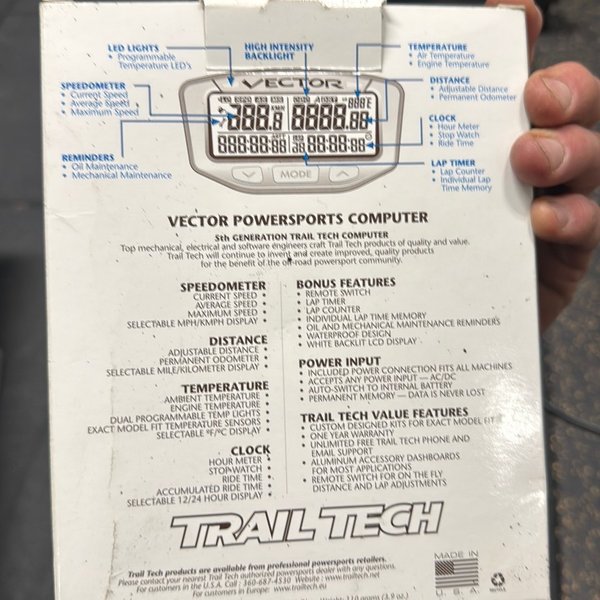 LED LIGHTS
• Programmable
Temperature LED's
HIGH INTENSITY
BACKLIGHT
TEMPERATURE
• Air Temperature
• Engine Temperature
SPEEDOMETER
• Current Speed
• Average Speed
• Maximum Speed
DISTANCE
• Adjustable Distance
• Permanent Odometer
CLOCK
• Hour Meter
• Stop Watch
• Ride Time
REMINDERS
• Oil Maintenance
• Mechanical Maintenance
LAP TIMER
• Lap Counter
• Individual Lap
Time Memory
VECTOR
888.8
8888.88
888E
888:88:88
88:88:88
MODE
VECTOR POWERSPORTS COMPUTER
5th GENERATION TRAIL TECH COMPUTER
Top mechanical, electrical and software engineers craft Trail Tech products of quality and value.
Trail Tech will continue to invent and create improved, quality products
for the benefit of the off-road powersport community.
SPEEDOMETER
CURRENT SPEED •
AVERAGE SPEED •
MAXIMUM SPEED •
SELECTABLE MPH/KMPH DISPLAY •
DISTANCE
ADJUSTABLE DISTANCE •
PERMANENT ODOMETER •
SELECTABLE MILE/KILOMETER DISPLAY •
TEMPERATURE
AMBIENT TEMPERATURE •
ENGINE TEMPERATURE •
DUAL PROGRAMMABLE TEMP LIGHTS •
EXACT MODEL FIT TEMPERATURE SENSORS •
SELECTABLE °F/°C DISPLAY •
CLOCK
HOUR METER •
STOPWATCH •
RIDE TIME •
ACCUMULATED RIDE TIME •
SELECTABLE 12/24 HOUR DISPLAY •
BONUS FEATURES
• REMOTE SWITCH
• LAP TIMER
• LAP COUNTER
• INDIVIDUAL LAP TIME MEMORY
• OIL AND MECHANICAL MAINTENANCE REMINDERS
• WATERPROOF DESIGN
• WHITE BACKLIT LCD DISPLAY
POWER INPUT
• INCLUDED POWER CONNECTION FITS ALL MACHINES
• ACCEPTS ANY POWER INPUT — AC/DC
• AUTO-SWITCH TO INTERNAL BATTERY
• PERMANENT MEMORY — DATA IS NEVER LOST
TRAIL TECH VALUE FEATURES
• CUSTOM DESIGNED KITS FOR EXACT MODEL FIT
• ONE YEAR WARRANTY
• UNLIMITED FREE TRAIL TECH PHONE AND
EMAIL SUPPORT
• ALUMINUM ACCESSORY DASHBOARDS
FOR MOST APPLICATIONS
• REMOTE SWITCH FOR ON THE FLY
DISTANCE AND LAP ADJUSTMENTS
TRAIL TECH
Trail Tech products are available from professional powersports retailers.
Please contact your nearest Trail Tech authorized powersports dealer with any questions.
For customers in the U.S.A. Call : 360-687-4530 Website : www.trailtech.net
For customers in Europe: www.trailtech.eu
MADE IN
U.S.A.